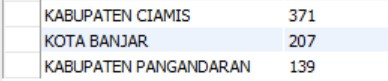 KABUPATEN CIAMIS 371
KOTA BANJAR 207
KABUPATEN PANGANDARAN 139